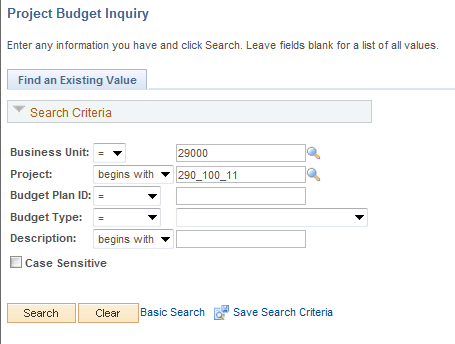 Project Budget Inquiry
Enter any information you have and click Search. Leave fields blank for a list of all values.
Find an Existing Value
Search Criteria
Business Unit: = 29000
Project: begins with 290_100_11
Budget Plan ID: =
Budget Type: =
Description: begins with
Case Sensitive
Search Clear Basic Search Save Search Criteria